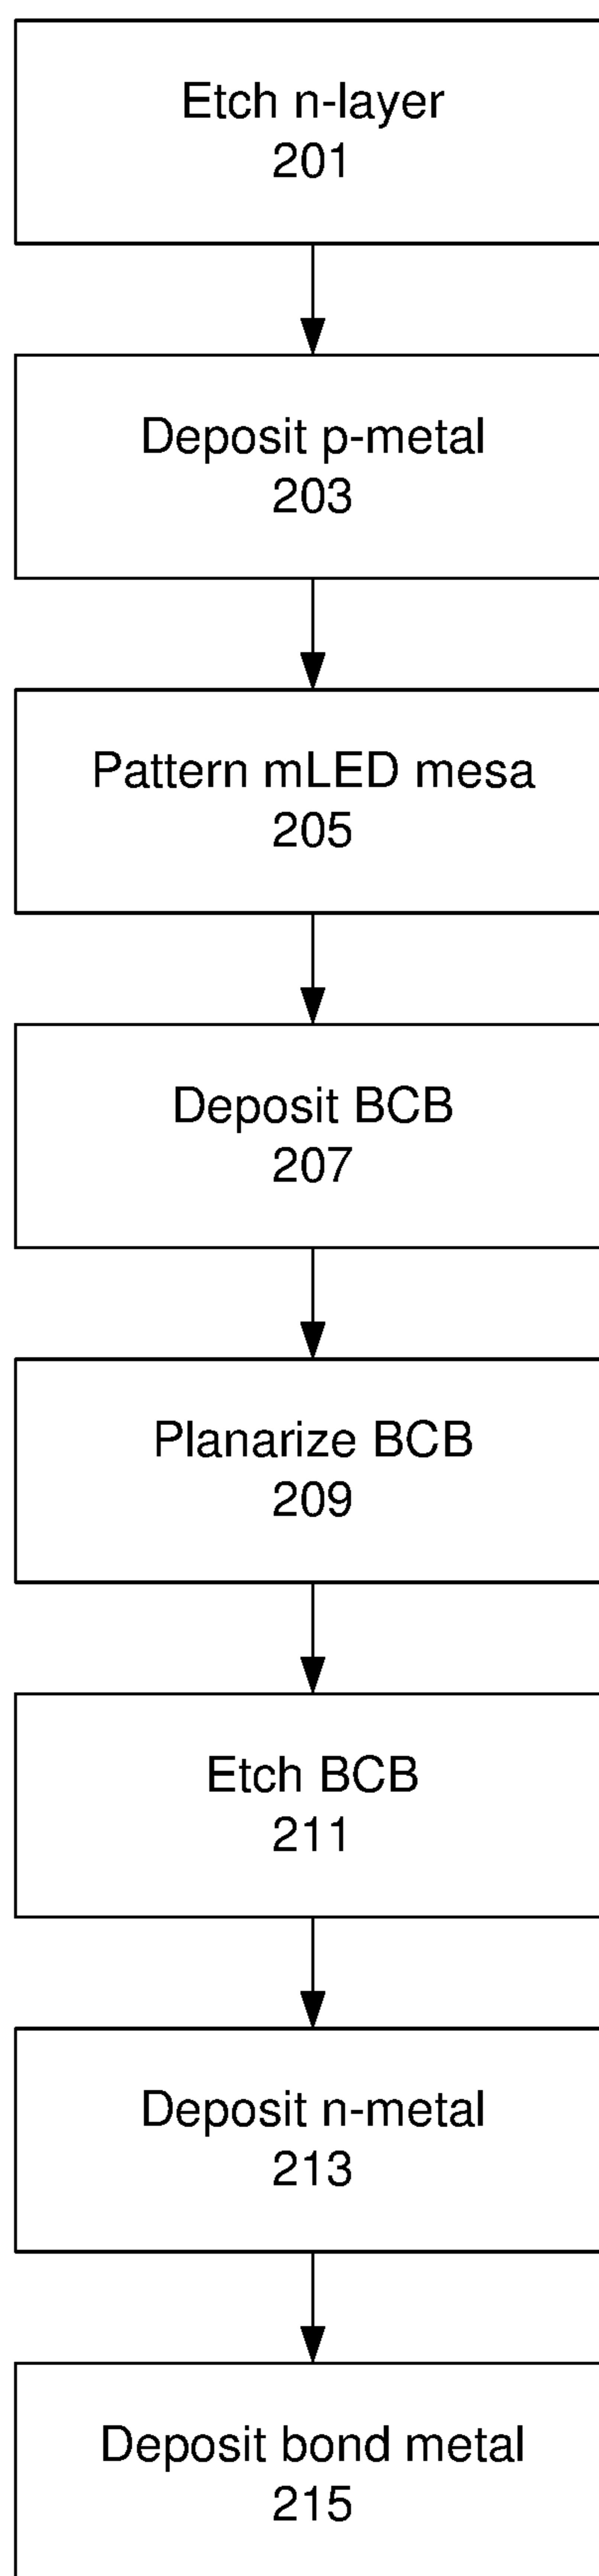 Etch n-layer
201
Deposit p-metal
203
Pattern mLED mesa
205
Deposit BCB
207
Planarize BCB
209
Etch BCB
211
Deposit n-metal
213
Deposit bond metal
215